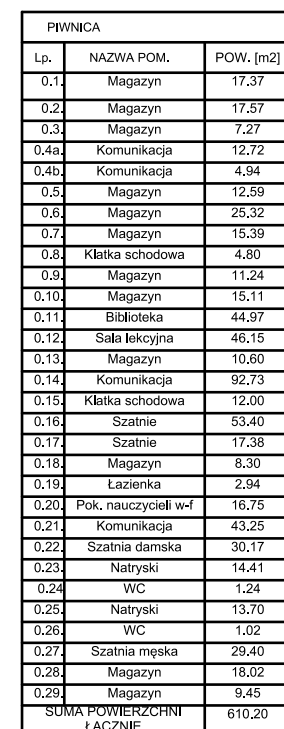 PIWNICA
Lp. NAZWA POM. POW. [m2]
0.1. Magazyn 17.37
0.2. Magazyn 17.57
0.3. Magazyn 7.27
0.4a. Komunikacja 12.72
0.4b. Komunikacja 4.94
0.5. Magazyn 12.59
0.6. Magazyn 25.32
0.7. Magazyn 15.39
0.8. Klatka schodowa 4.80
0.9. Magazyn 11.24
0.10. Magazyn 15.11
0.11. Biblioteka 44.97
0.12. Sala lekcyjna 46.15
0.13. Magazyn 10.60
0.14. Komunikacja 92.73
0.15. Klatka schodowa 12.00
0.16. Szatnie 53.40
0.17. Szatnie 17.38
0.18. Magazyn 8.30
0.19. Łazienka 2.94
0.20. Pok. nauczycieli w-f 16.75
0.21. Komunikacja 43.25
0.22. Szatnia damska 30.17
0.23. Natryski 14.41
0.24 WC 1.24
0.25. Natryski 13.70
0.26. WC 1.02
0.27. Szatnia męska 29.40
0.28. Magazyn 18.02
0.29. Magazyn 9.45
SUMA POWIERZCHNI 610.20
ŁĄCZNIE